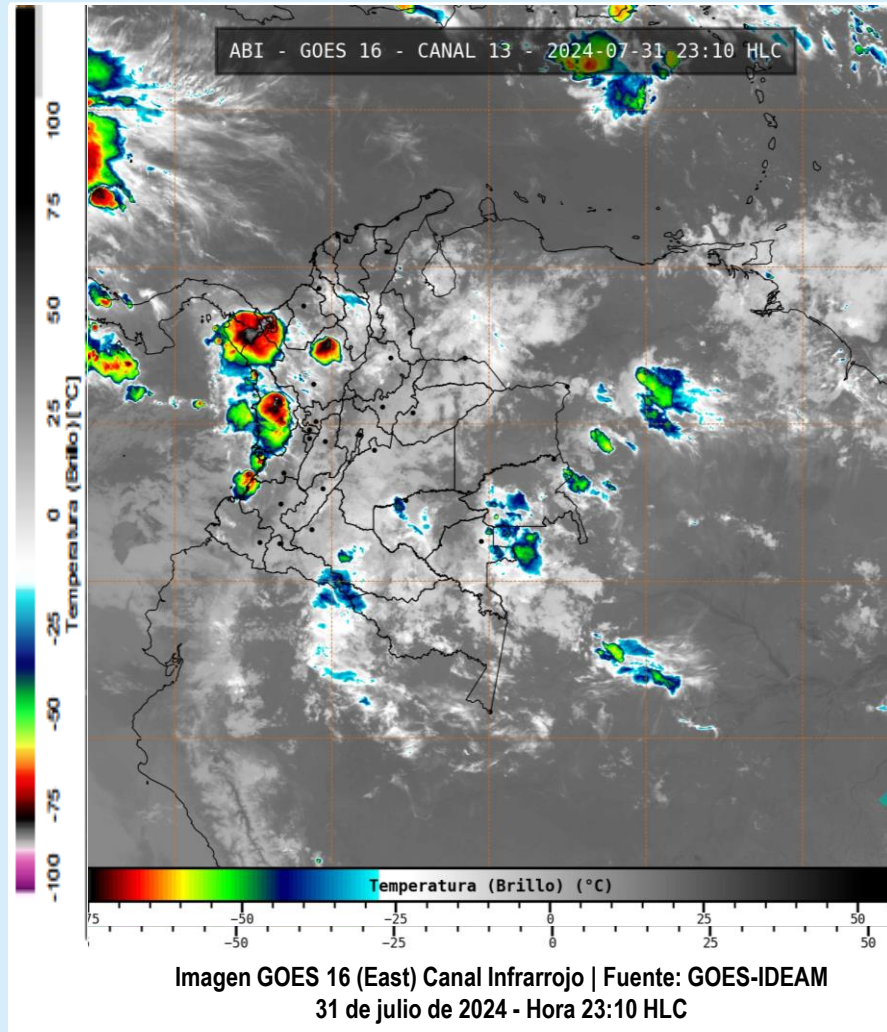 ABI - GOES 16 - CANAL 13 - 2024-07-31 23:10 HLC
100
75
50
25
0
-25
-50
-75
-100
Temperatura (Brillo) [°C]
Temperatura (Brillo) (°C)
75 -50 -25 0 25 50
-50 -25 0 25 50
Imagen GOES 16 (East) Canal Infrarrojo | Fuente: GOES-IDEAM
31 de julio de 2024 - Hora 23:10 HLC